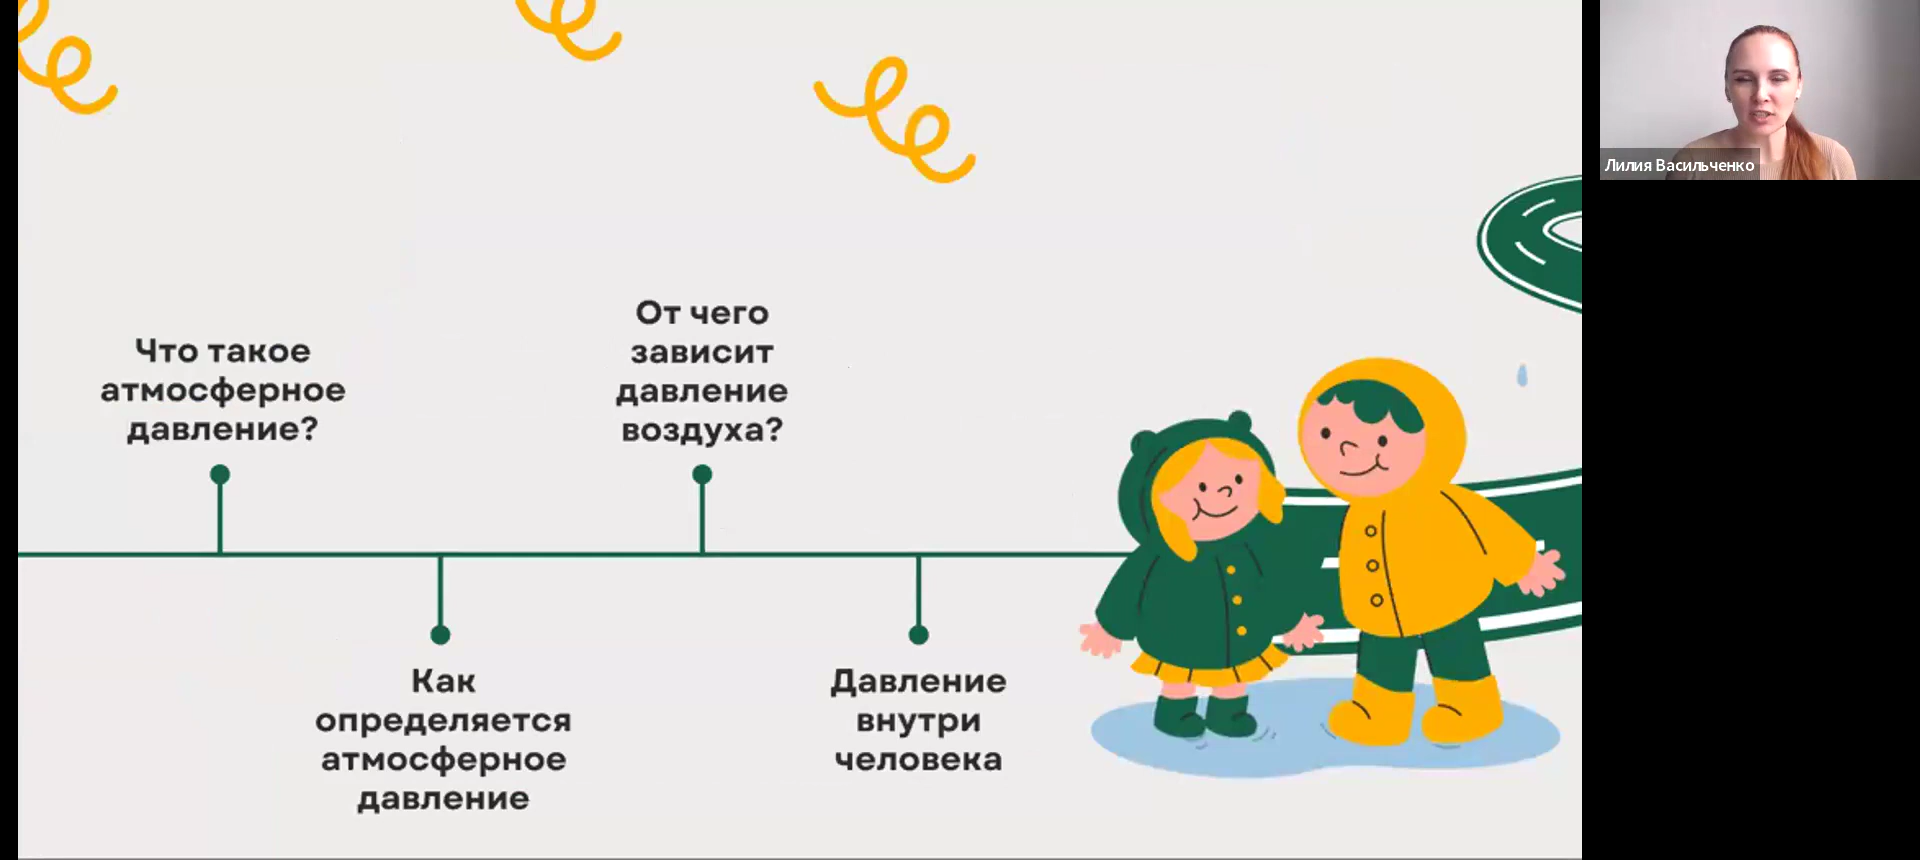 Что такое
атмосферное
давление?
Как
определяется
атмосферное
давление
От чего
зависит
давление
воздуха?
Давление
внутри
человека
Лилия Васильченко